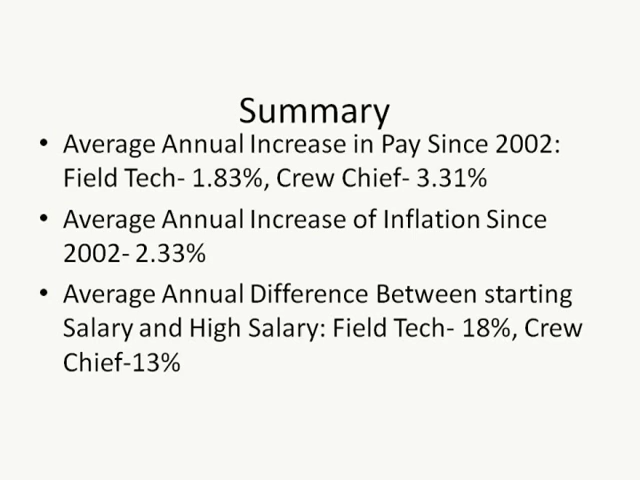 Summary
• Average Annual Increase in Pay Since 2002:
Field Tech- 1.83%, Crew Chief- 3.31%
• Average Annual Increase of Inflation Since
2002- 2.33%
• Average Annual Difference Between starting
Salary and High Salary: Field Tech- 18%, Crew
Chief-13%